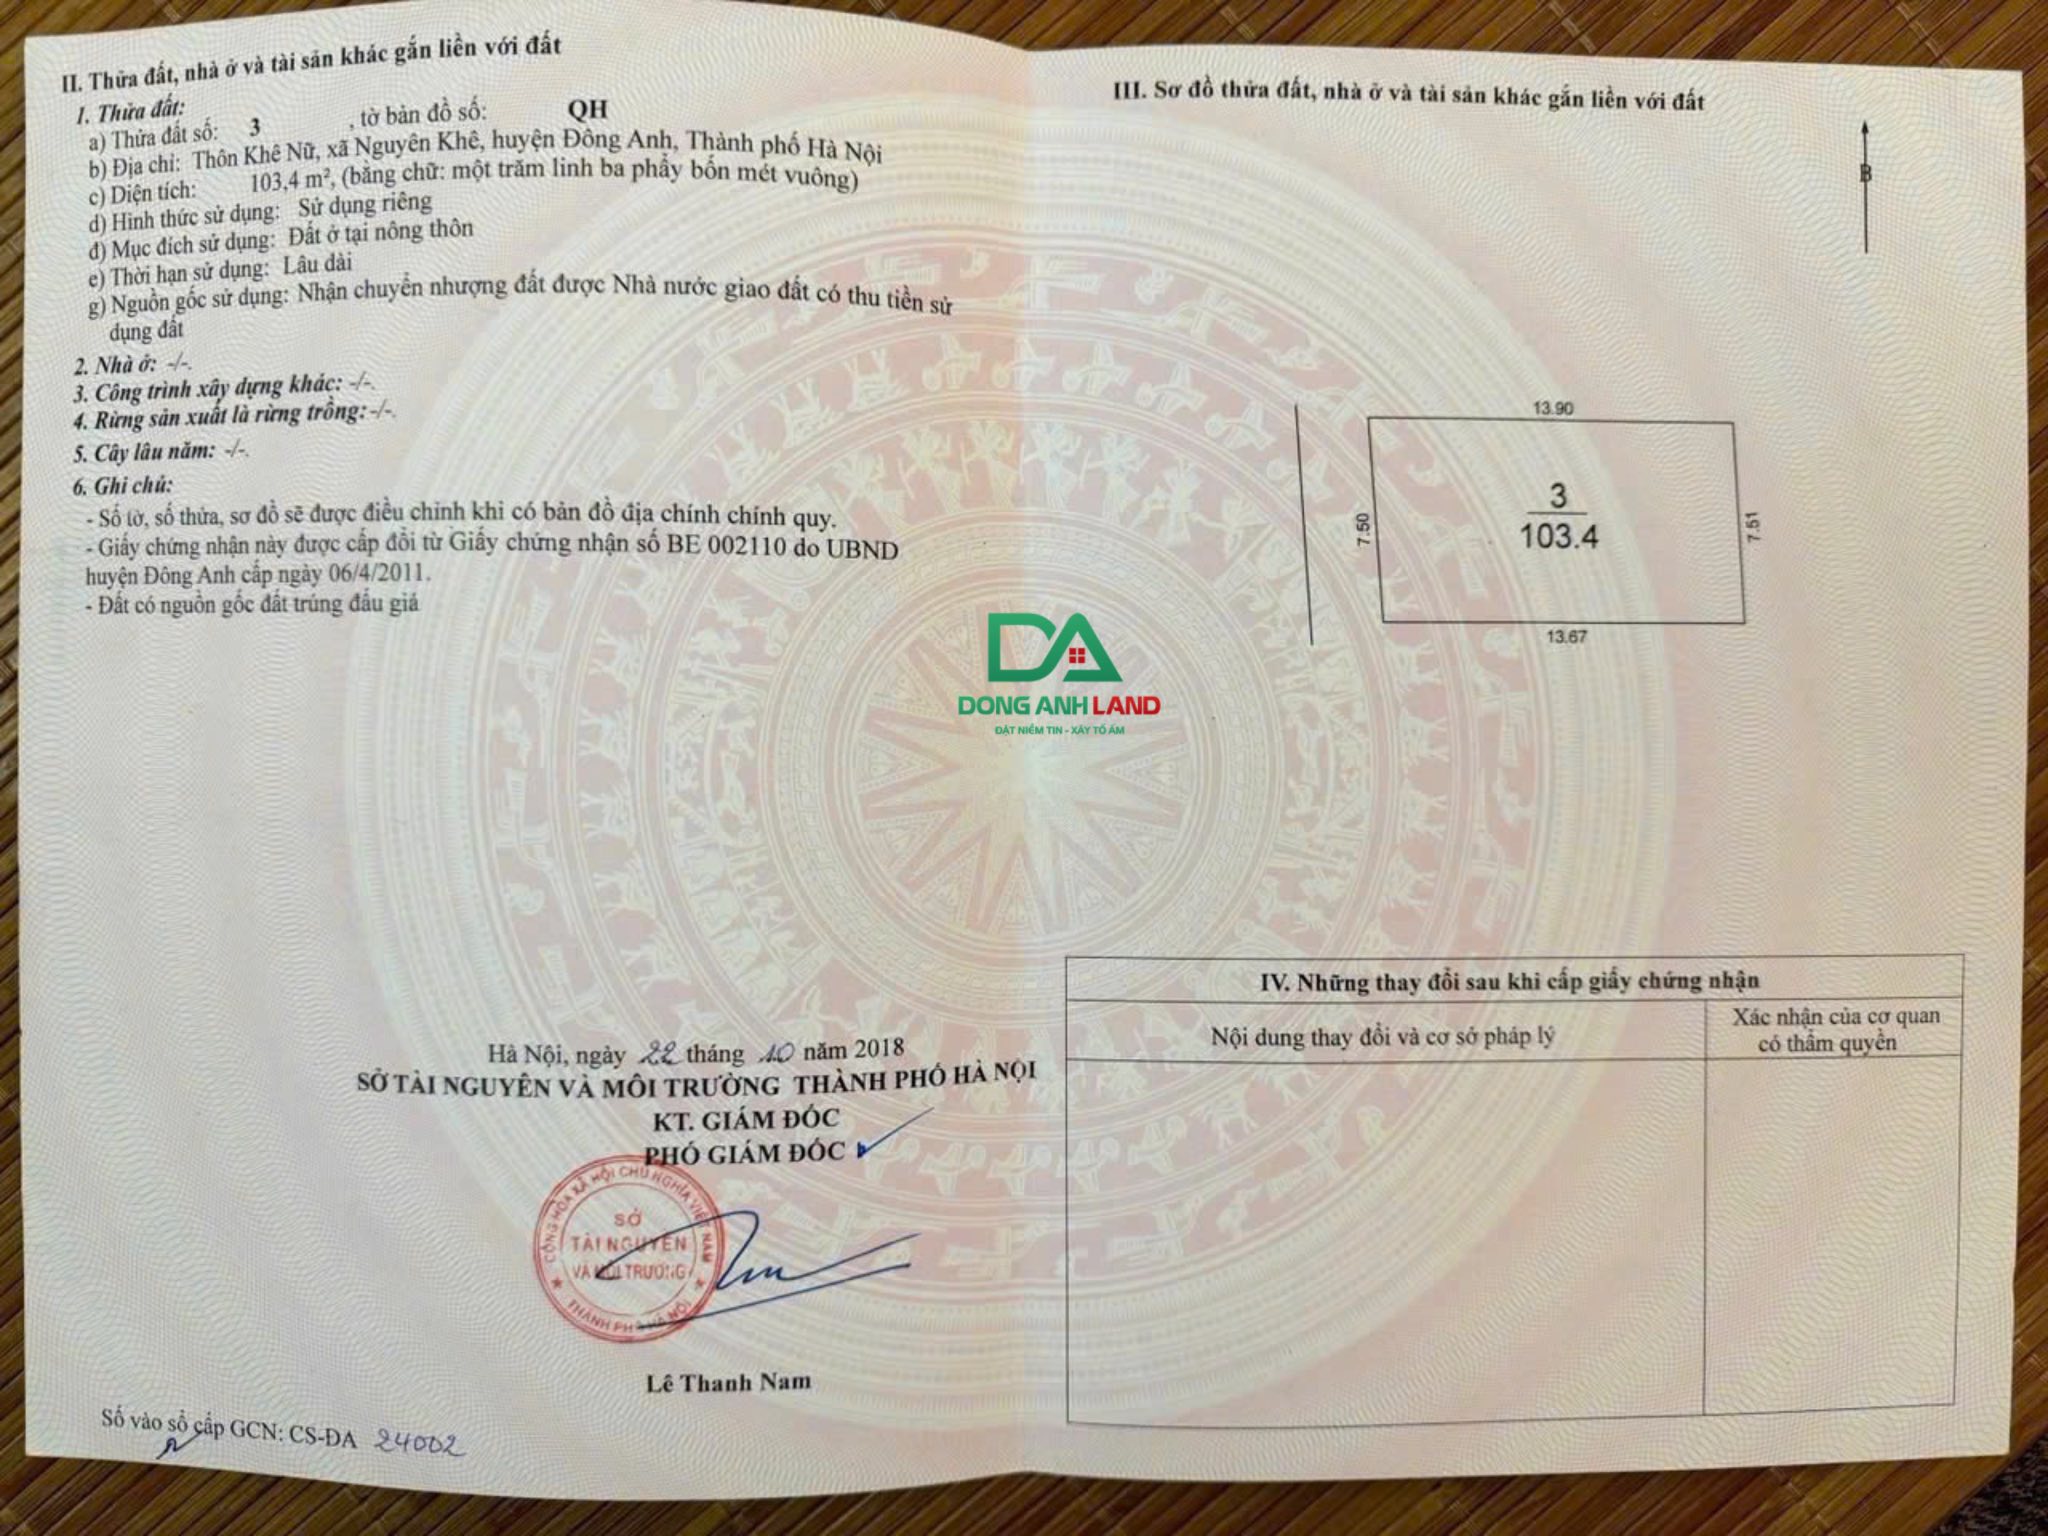 II. Thửa đất, nhà ở và tài sản khác gắn liền với đất
1. Thửa đất:
a) Thửa đất số: 3 , tờ bản đồ số: QH
b) Địa chỉ: Thôn Khê Nữ, xã Nguyên Khê, huyện Đông Anh, Thành phố Hà Nội
c) Diện tích: 103,4 m², (bằng chữ: một trăm linh ba phẩy bốn mét vuông)
d) Hình thức sử dụng: Sử dụng riêng
đ) Mục đích sử dụng: Đất ở tại nông thôn
e) Thời hạn sử dụng: Lâu dài
g) Nguồn gốc sử dụng: Nhận chuyển nhượng đất được Nhà nước giao đất có thu tiền sử
dụng đất
2. Nhà ở: -/-.
3. Công trình xây dựng khác: -/-.
4. Rừng sản xuất là rừng trồng: -/-.
5. Cây lâu năm: -/-.
6. Ghi chú:
- Số tờ, số thửa, sơ đồ sẽ được điều chỉnh khi có bản đồ địa chính chính quy.
- Giấy chứng nhận này được cấp đổi từ Giấy chứng nhận số BE 002110 do UBND
huyện Đông Anh cấp ngày 06/4/2011.
- Đất có nguồn gốc đất trúng đấu giá
Hà Nội, ngày 22 tháng 10 năm 2018
SỞ TÀI NGUYÊN VÀ MÔI TRƯỜNG THÀNH PHỐ HÀ NỘI
KT. GIÁM ĐỐC
PHÓ GIÁM ĐỐC
CỘNG HÒA XÃ HỘI CHỦ NGHĨA VIỆT NAM
SỞ
TÀI NGUYÊN
VÀ MÔI TRƯỜNG
THÀNH PHỐ HÀ NỘI
Lê Thanh Nam
Số vào sổ cấp GCN: CS-ĐA 24002
III. Sơ đồ thửa đất, nhà ở và tài sản khác gắn liền với đất
B
13.90
7.50
3
103.4
7.51
13.67
DA
DONG ANH LAND
ĐẶT NIỀM TIN - XÂY TỔ ẤM
IV. Những thay đổi sau khi cấp giấy chứng nhận
Nội dung thay đổi và cơ sở pháp lý
Xác nhận của cơ quan
có thẩm quyền